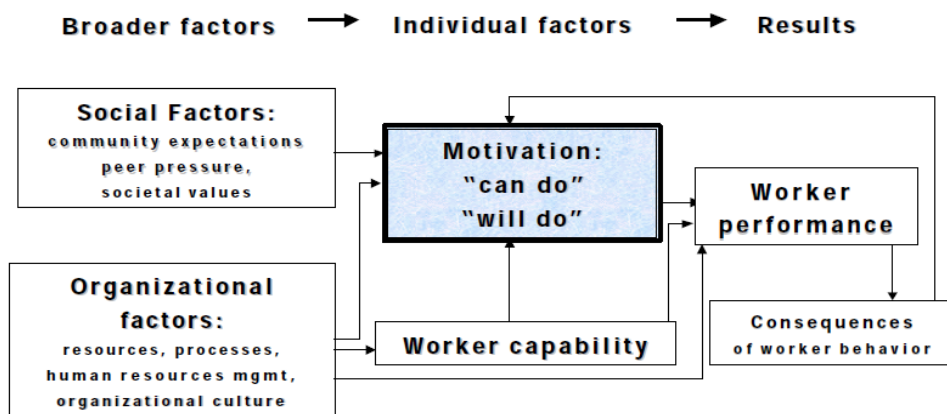 Broader factors
Individual factors
Results
Social Factors:
community expectations
peer pressure,
societal values
Motivation:
“can do”
“will do”
Worker
performance
Organizational
factors:
resources, processes,
human resources mgmt,
organizational culture
Worker capability
Consequences
of worker behavior